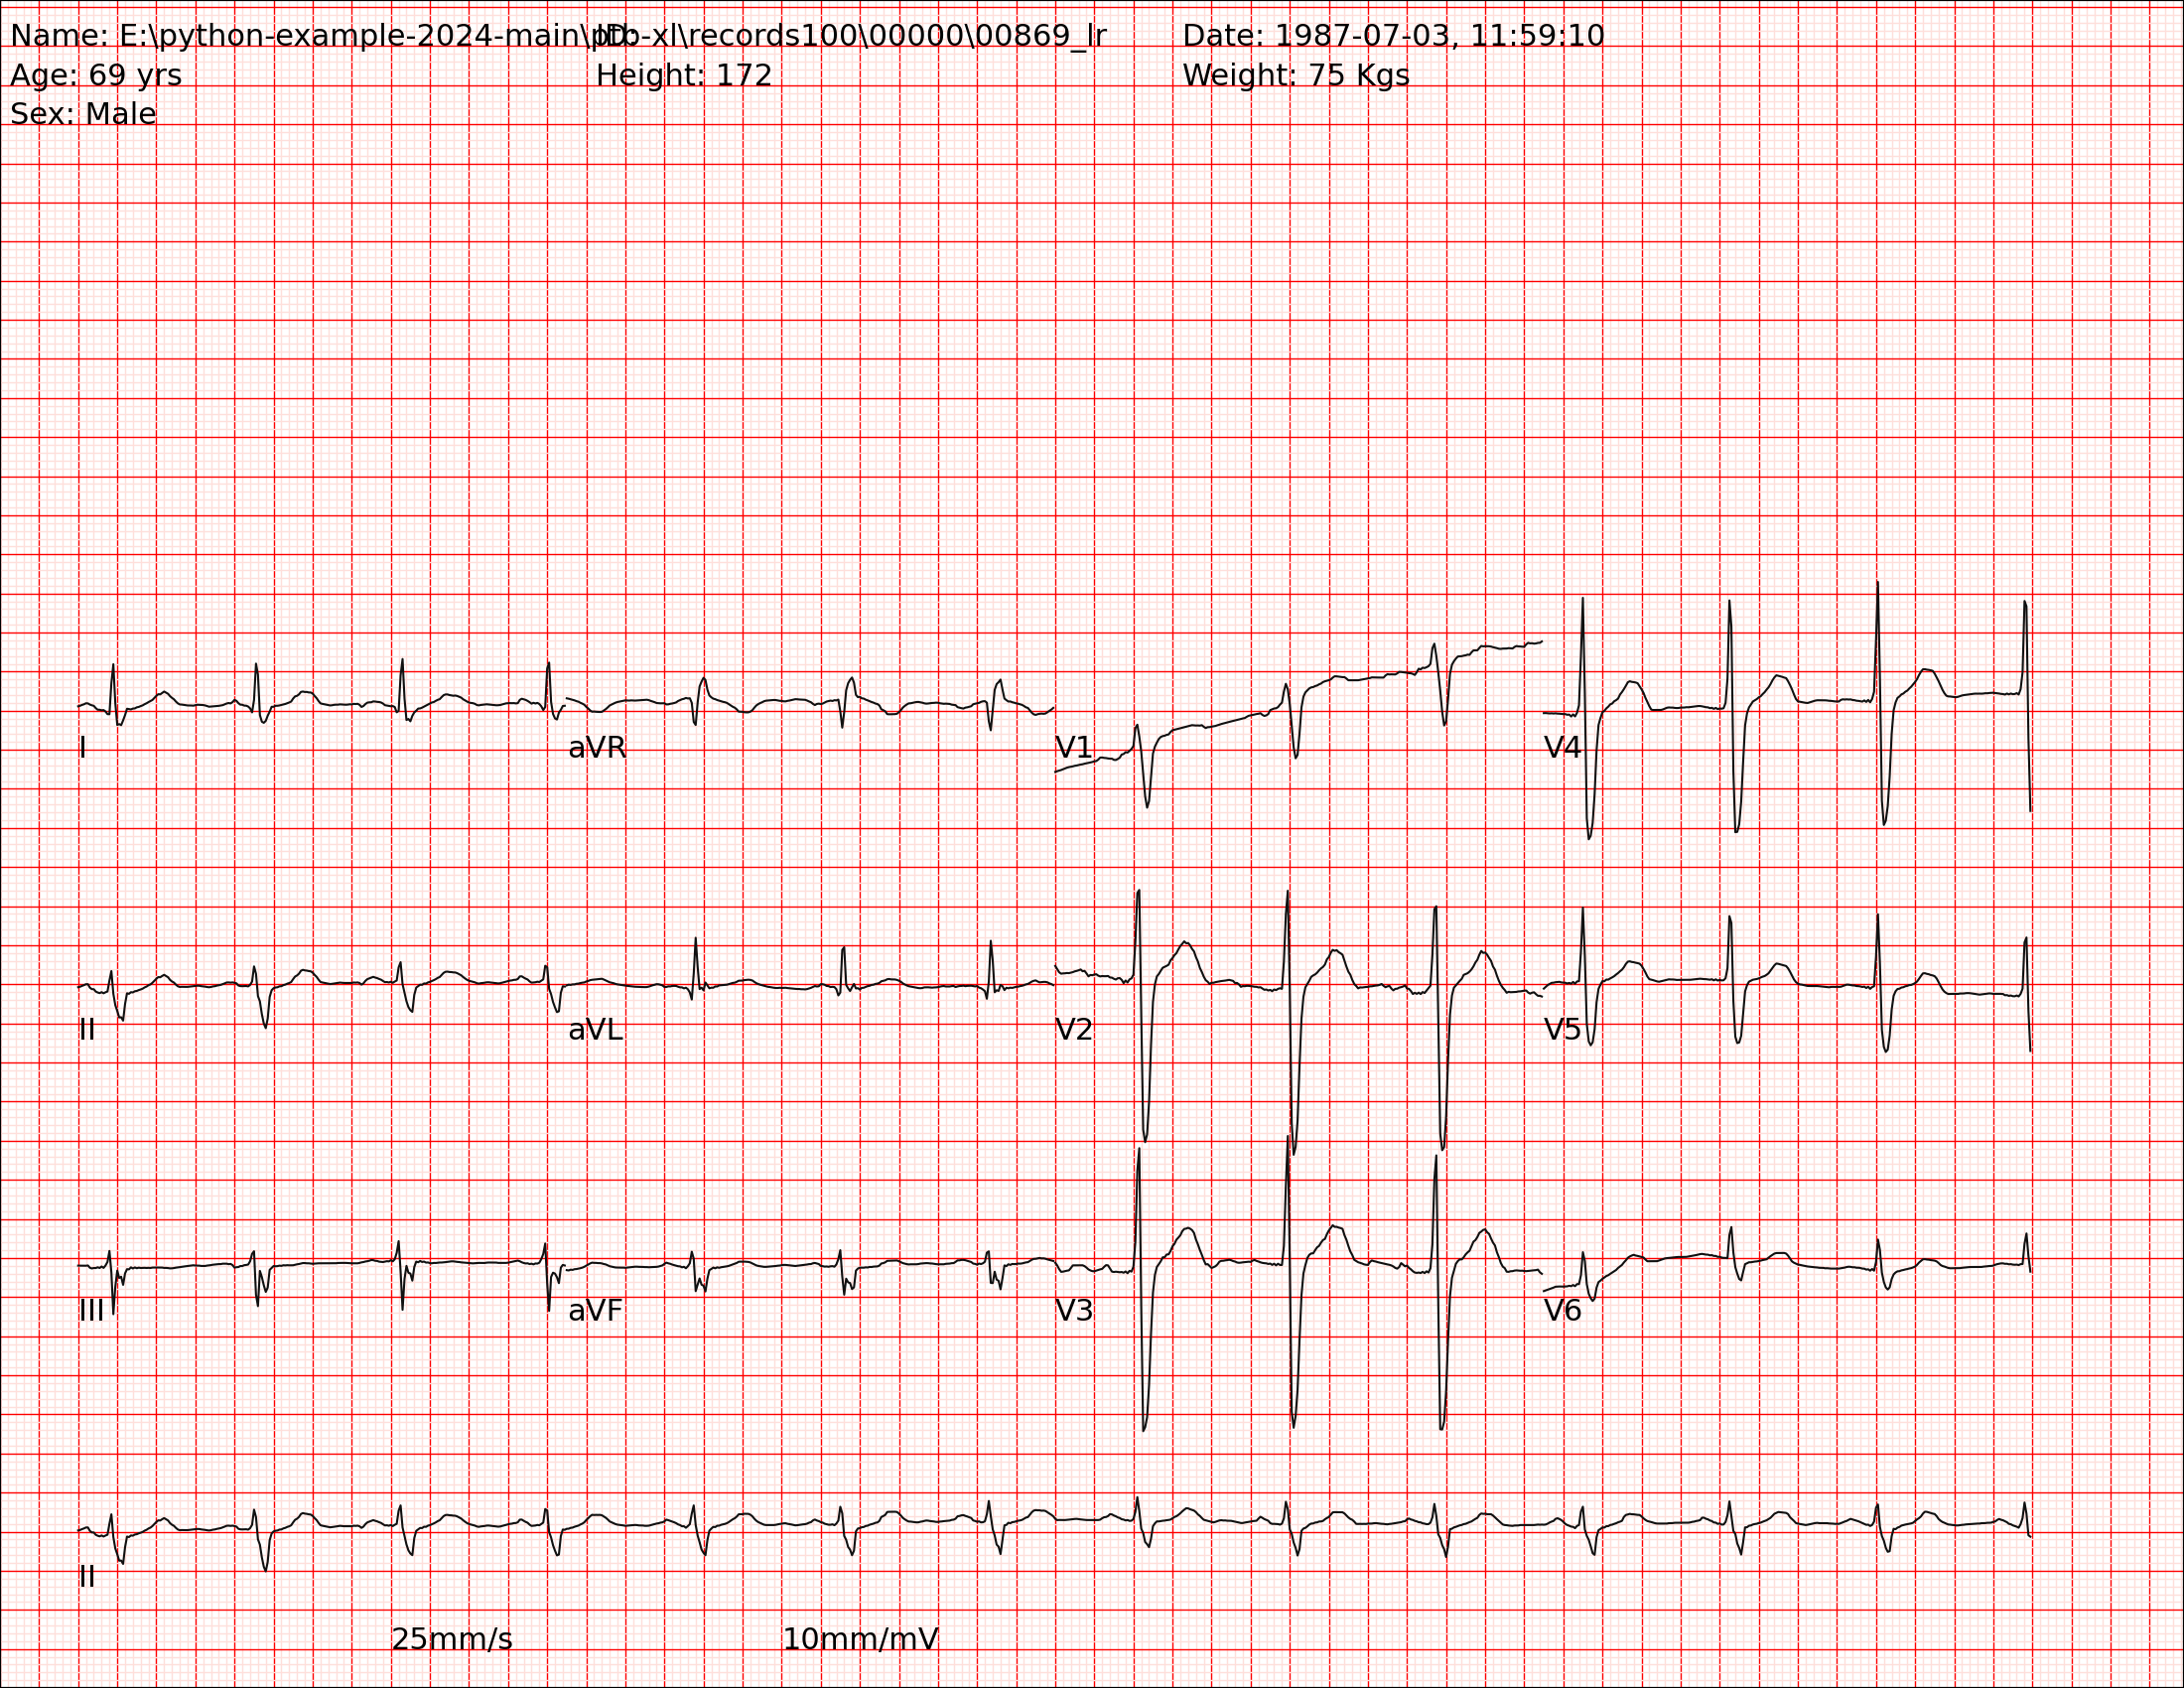 Name: E:\python-example-2024-main\ptb-xl\records100\00000\00869_lr ID: Date: 1987-07-03, 11:59:10
Age: 69 yrs Height: 172 Weight: 75 Kgs
Sex: Male
I aVR V1 V4
II aVL V2 V5
III aVF V3 V6
II
25mm/s 10mm/mV